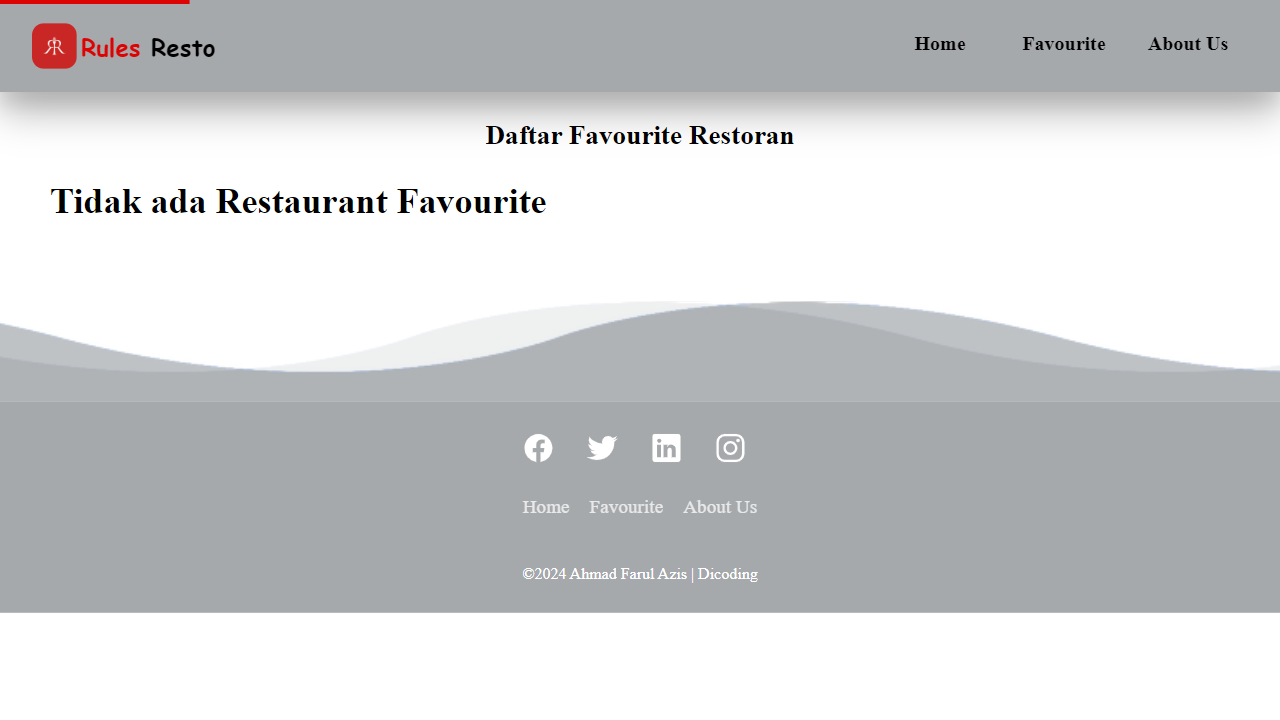 Rules Resto
Home Favourite About Us
Daftar Favourite Restoran
Tidak ada Restaurant Favourite
Home Favourite About Us
©2024 Ahmad Farul Azis | Dicoding